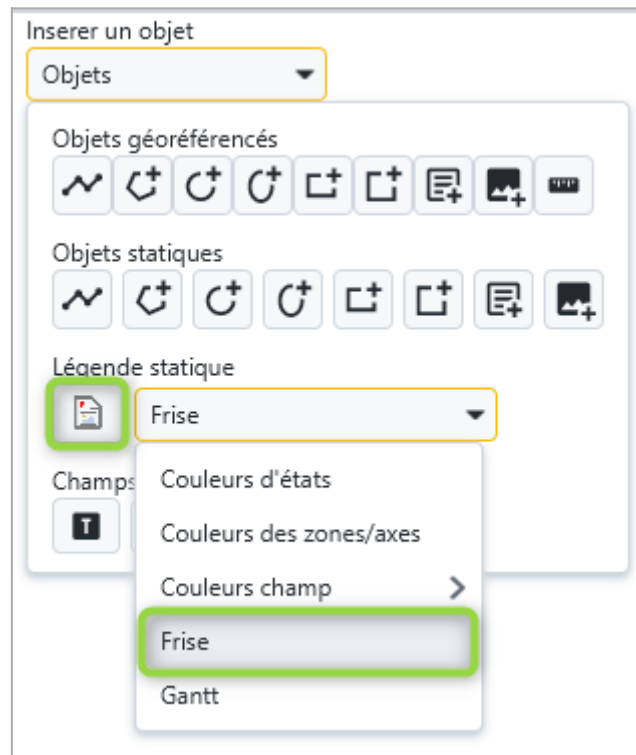 Inserer un objet
Objets
Objets géoréférencés
Objets statiques
Légende statique
Frise
Champs
T
Couleurs d'états
Couleurs des zones/axes
Couleurs champ
Frise
Gantt